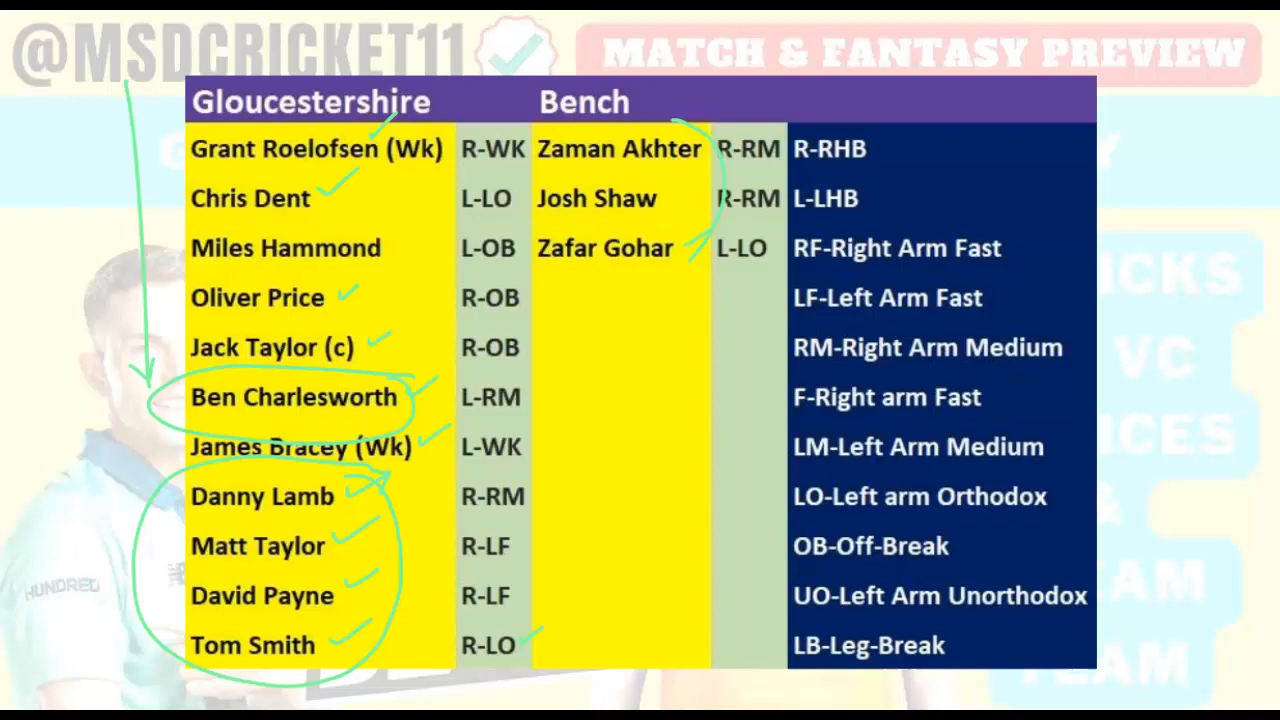 @MSDCRICKET11 MATCH & FANTASY PREVIEW
Gloucestershire Bench
Grant Roelofsen (Wk) R-WK Zaman Akhter R-RM R-RHB
Chris Dent L-LO Josh Shaw R-RM L-LHB
Miles Hammond L-OB Zafar Gohar L-LO RF-Right Arm Fast
Oliver Price R-OB LF-Left Arm Fast
Jack Taylor (c) R-OB RM-Right Arm Medium
Ben Charlesworth L-RM F-Right arm Fast
James Bracey (Wk) L-WK LM-Left Arm Medium
Danny Lamb R-RM LO-Left arm Orthodox
Matt Taylor R-LF OB-Off-Break
David Payne R-LF UO-Left Arm Unorthodox
Tom Smith R-LO LB-Leg-Break
VC
&
HUNDRED